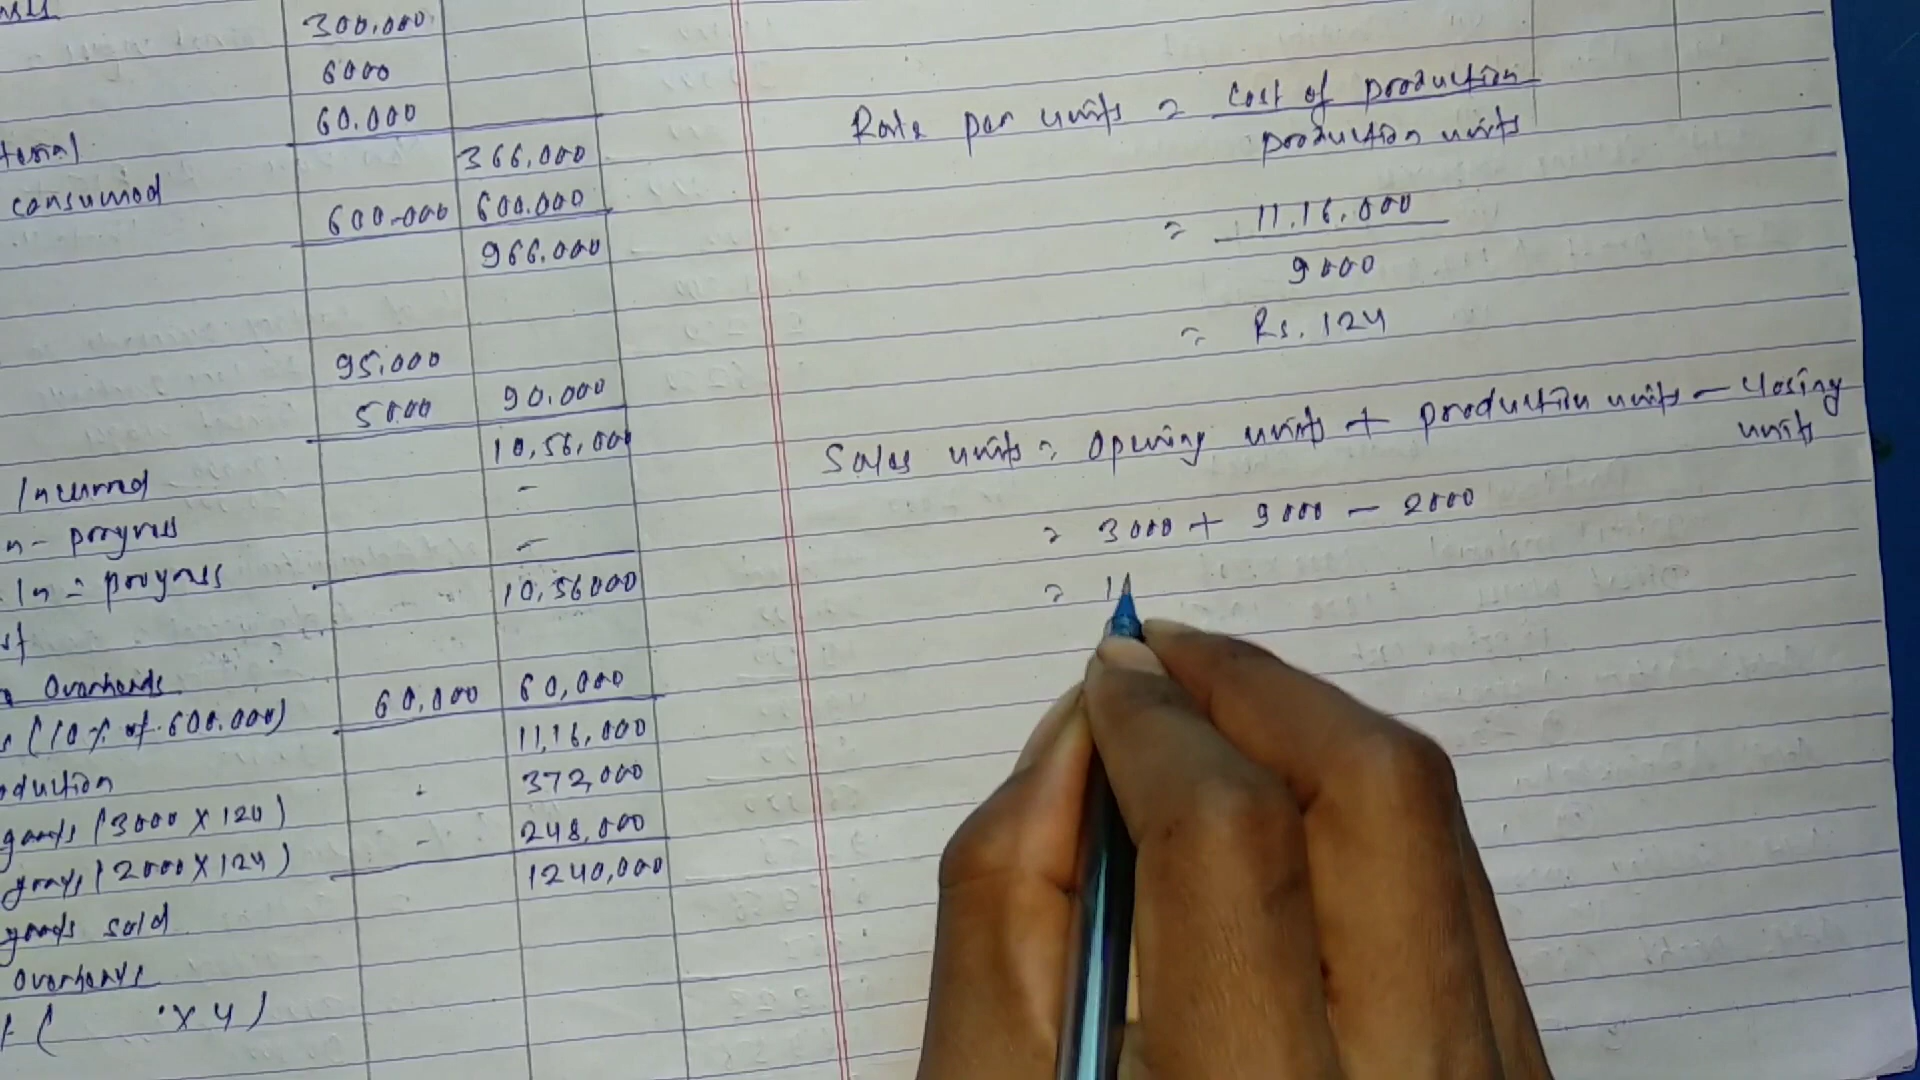 300,000
6000
60.000
terial 366,000
consumed 600.000 600.000
966.000
95,000
5000 90.000
10,56,000
Incurred -
n- progress -
In - progress 10,56000
st
Overheads 60,000 60,000
(10% of 600.000) 11,16,000
oduction 372,000
goods (3000 X 124) 248,000
goods (2000 X 124) 1240,000
goods sold
overheads
( X 4)
Rate per units = Cost of production
production units
= 11,16,000
9000
= Rs. 124
Sales units = Opening units + production units - closing
units
= 3000 + 9000 - 2000
= 1